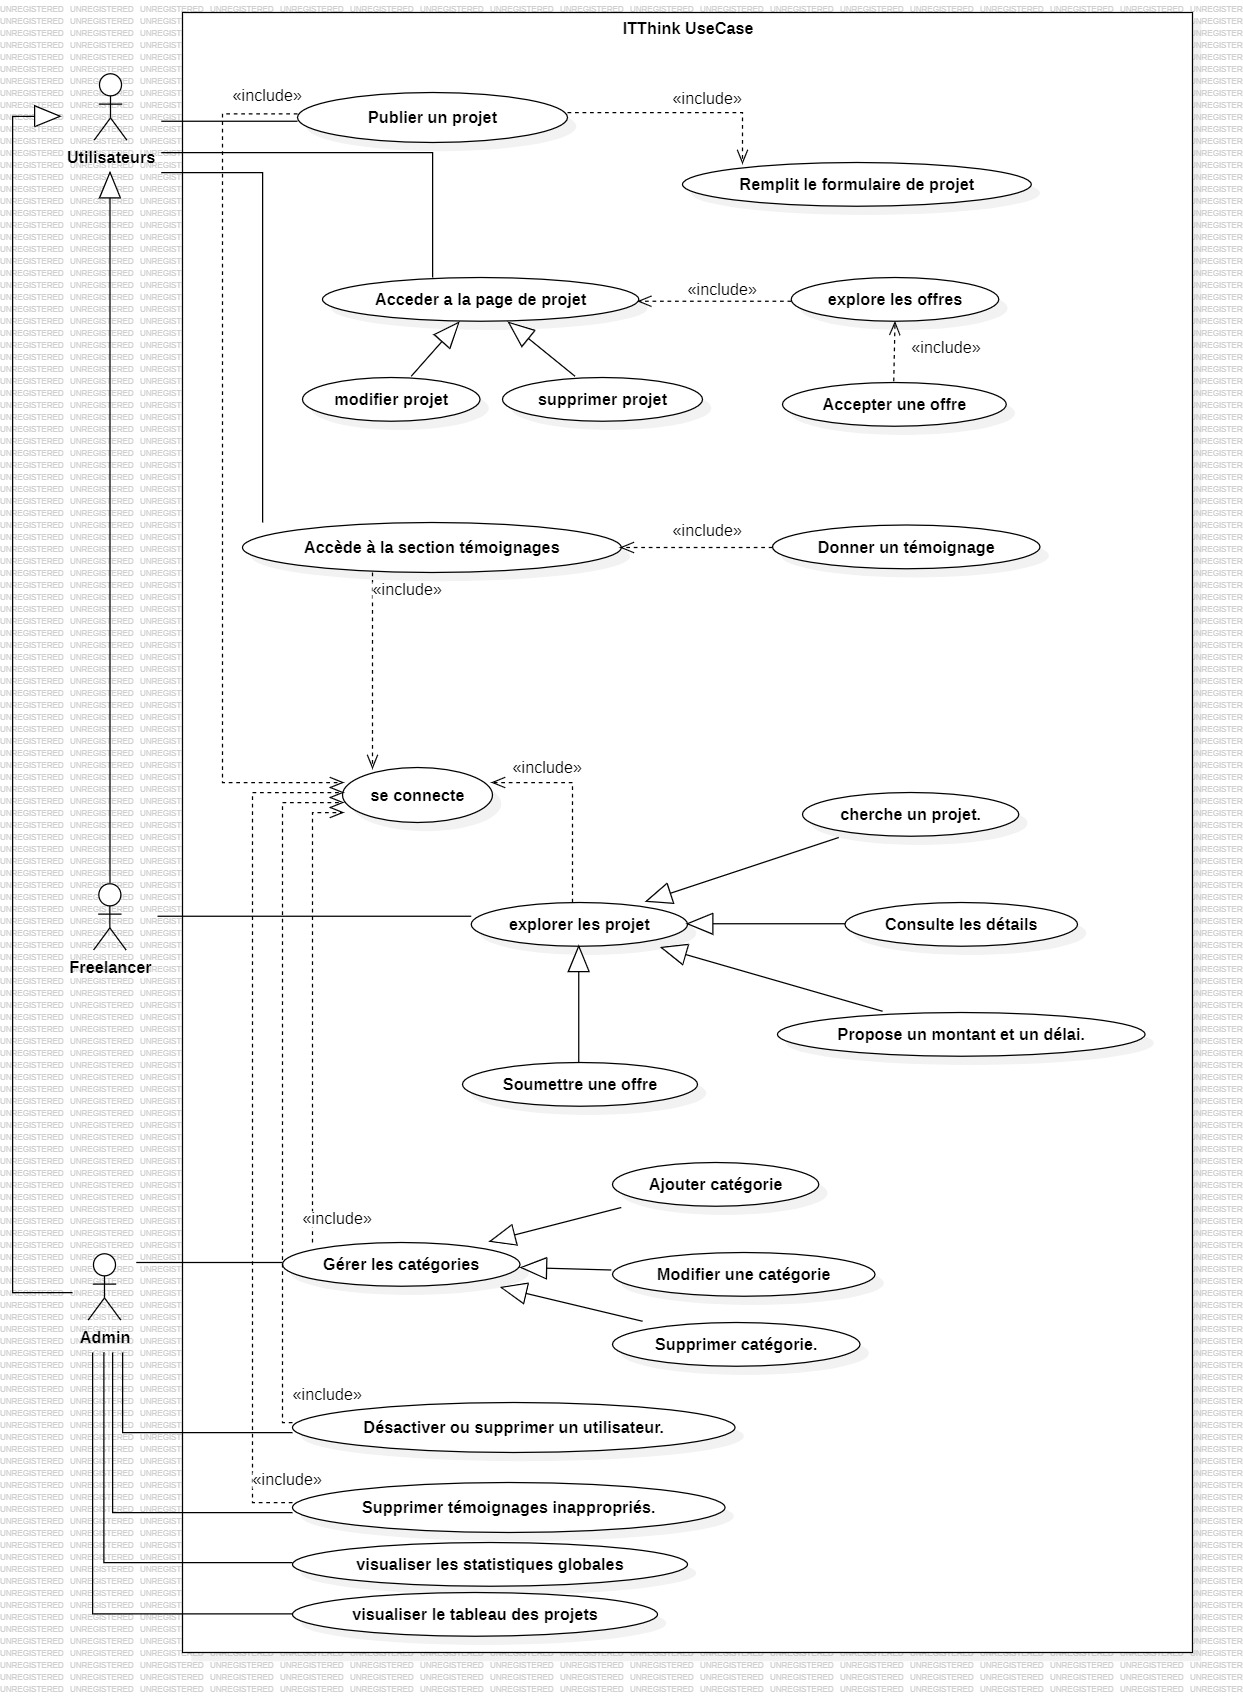 ITThink UseCase
«include»
Publier un projet
«include»
Utilisateurs
Remplit le formulaire de projet
Acceder a la page de projet
«include»
explore les offres
«include»
modifier projet
supprimer projet
Accepter une offre
Accède à la section témoignages
«include»
Donner un témoignage
«include»
se connecte
«include»
cherche un projet.
explorer les projet
Consulte les détails
Freelancer
Propose un montant et un délai.
Soumettre une offre
Ajouter catégorie
«include»
Gérer les catégories
Modifier une catégorie
Admin
Supprimer catégorie.
«include»
Désactiver ou supprimer un utilisateur.
«include»
Supprimer témoignages inappropriés.
visualiser les statistiques globales
visualiser le tableau des projets
UNREGISTERED